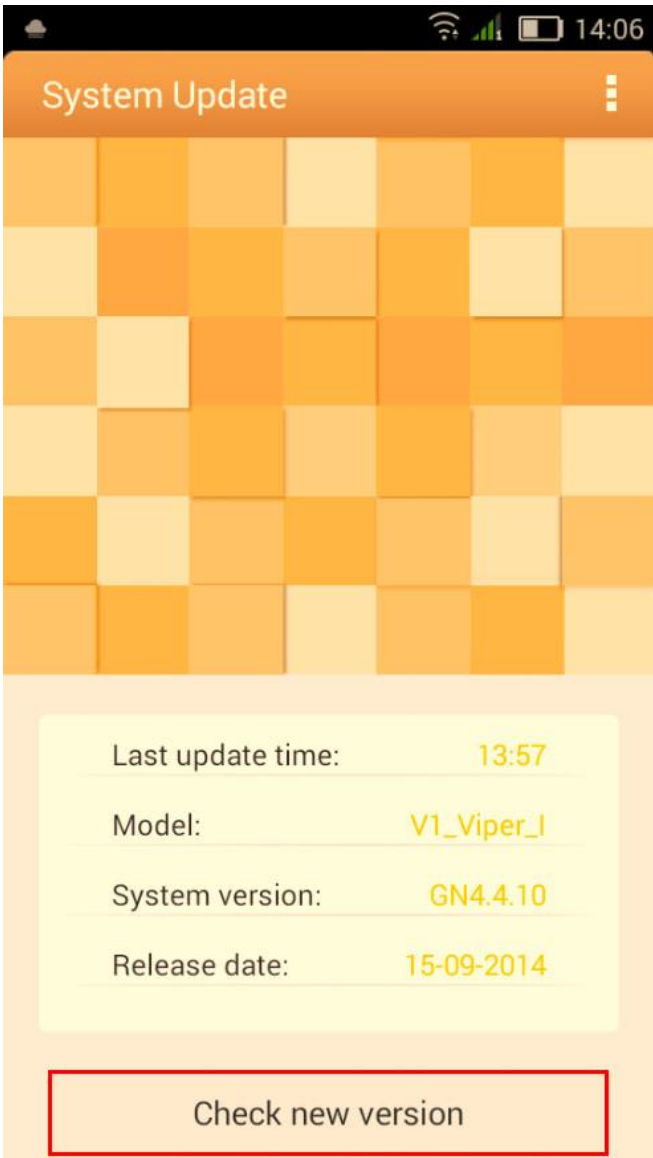 14:06
System Update
Last update time: 13:57
Model: V1_Viper_I
System version: GN4.4.10
Release date: 15-09-2014
Check new version